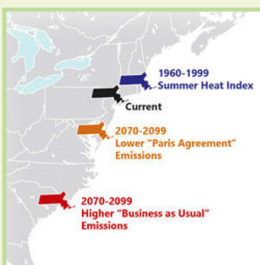 1960-1999
Summer Heat Index
Current
2070-2099
Lower "Paris Agreement"
Emissions
2070-2099
Higher "Business as Usual"
Emissions